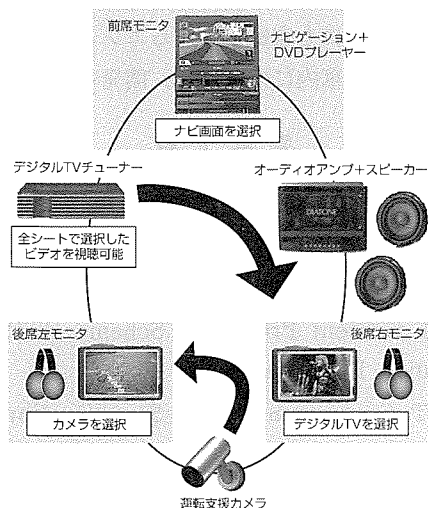 前席モニタ
ナビゲーション+
DVDプレーヤー
ナビ画面を選択
デジタルTVチューナー
オーディオアンプ+スピーカー
DIATONE
全シートで選択した
ビデオを視聴可能
後席左モニタ
後席右モニタ
カメラを選択
デジタルTVを選択
運転支援カメラ